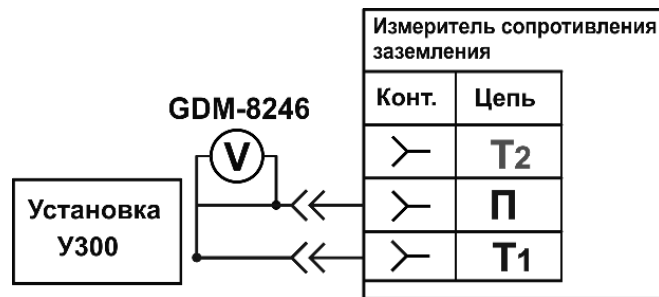 Измеритель сопротивления
заземления
Конт. Цепь
GDM-8246
V
T2
Установка
У300
П
T1